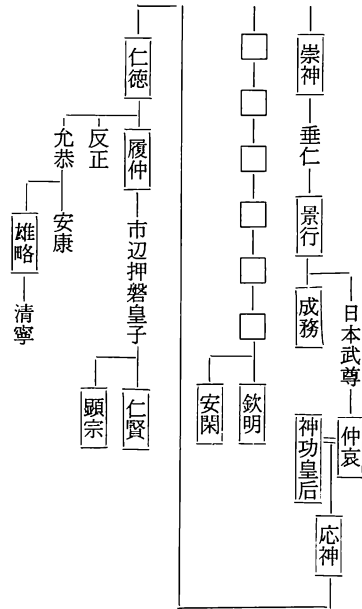 崇神
垂仁
景行
成務
日本武尊
仲哀
神功皇后
応神
欽明
安閑
仁徳
履中
反正
允恭
市辺押磐皇子
安康
雄略
清寧
仁賢
顕宗